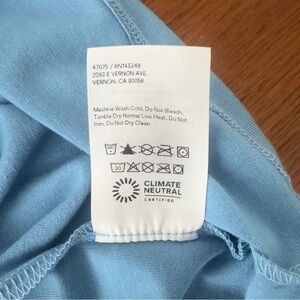 47075 / RN143248
2263 E VERNON AVE.
VERNON, CA 90058
Machine Wash Cold, Do Not Bleach,
Tumble Dry Normal Low Heat, Do Not
Iron, Do Not Dry Clean
30
CLIMATE
NEUTRAL
CERTIFIED